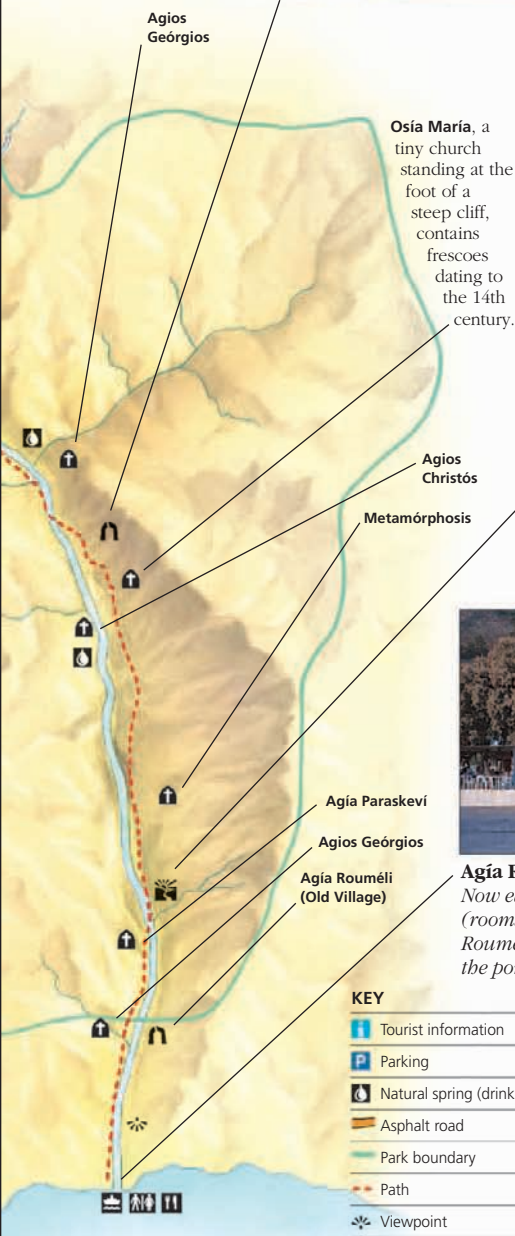 Agios
Geórgios
Osía María, a
tiny church
standing at the
foot of a
steep cliff,
contains
frescoes
dating to
the 14th
century.
Agios
Christós
Metamórphosis
Agía Paraskeví
Agios Geórgios
Agía Rouméli
(Old Village)
Agía
Now
(room
Roum
the po
KEY
Tourist information
P Parking
Natural spring (drink
Asphalt road
Park boundary
Path
Viewpoint